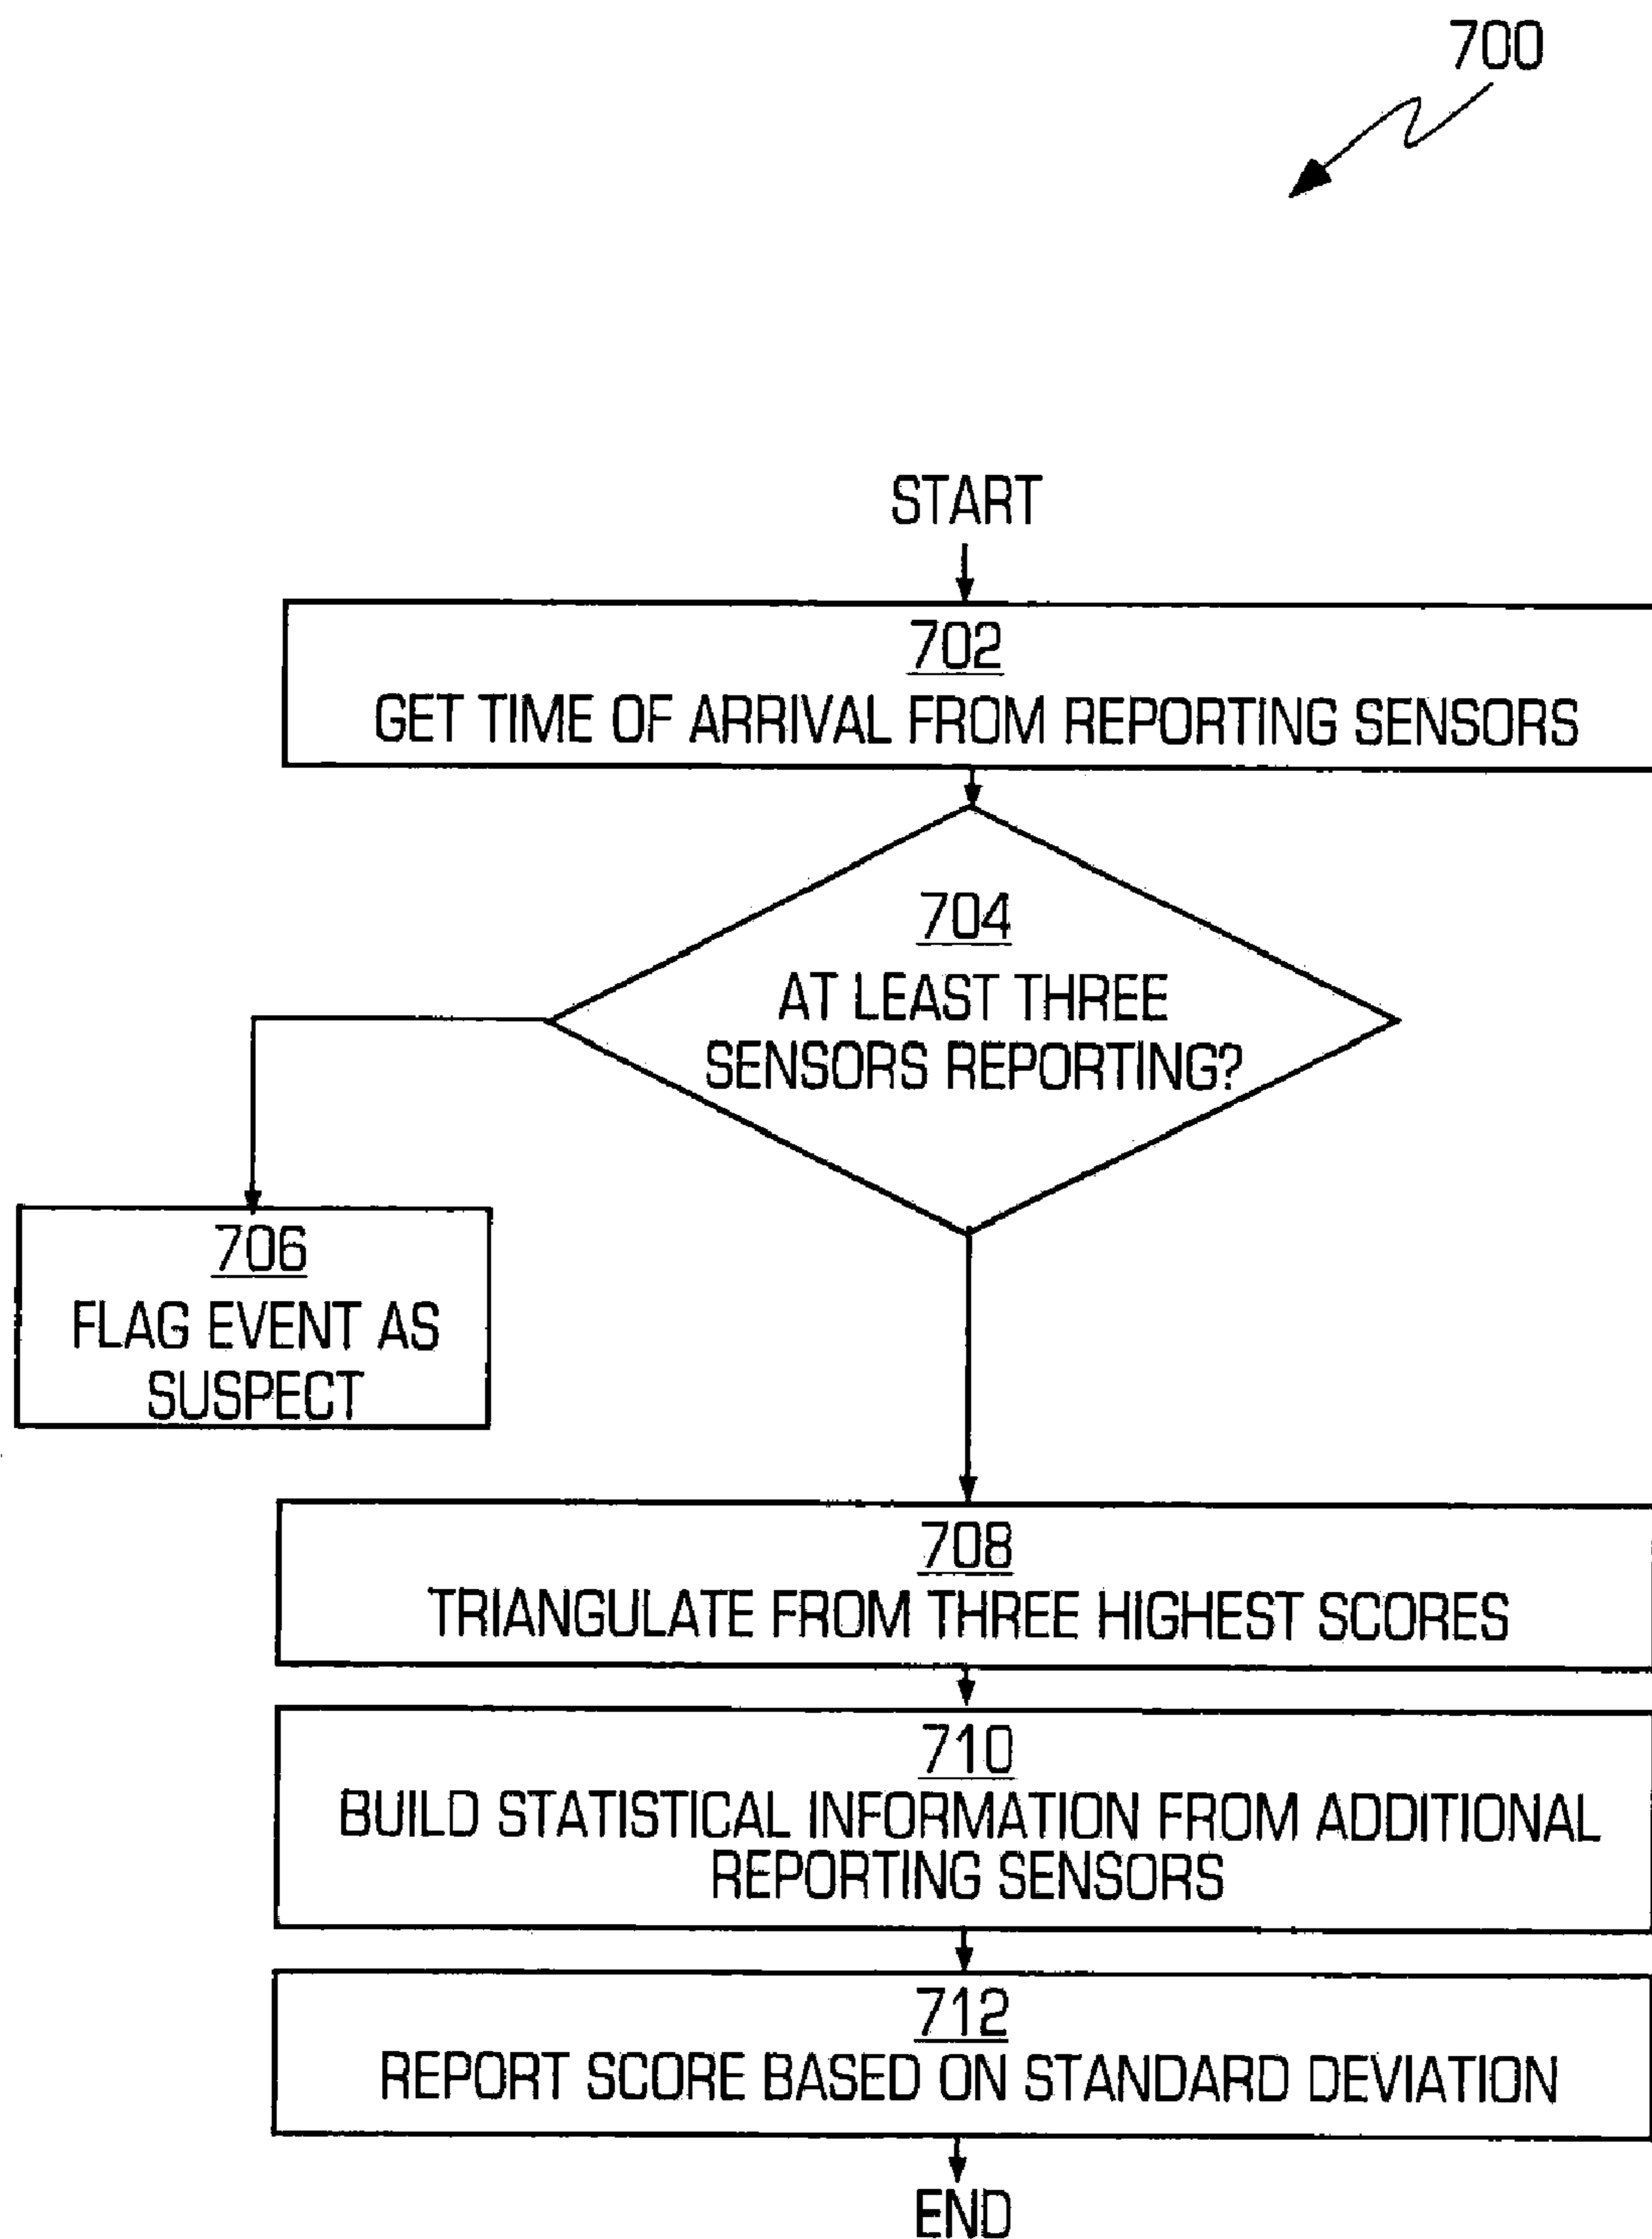 700
START
702
GET TIME OF ARRIVAL FROM REPORTING SENSORS
704
AT LEAST THREE
SENSORS REPORTING?
706
FLAG EVENT AS
SUSPECT
708
TRIANGULATE FROM THREE HIGHEST SCORES
710
BUILD STATISTICAL INFORMATION FROM ADDITIONAL
REPORTING SENSORS
712
REPORT SCORE BASED ON STANDARD DEVIATION
END